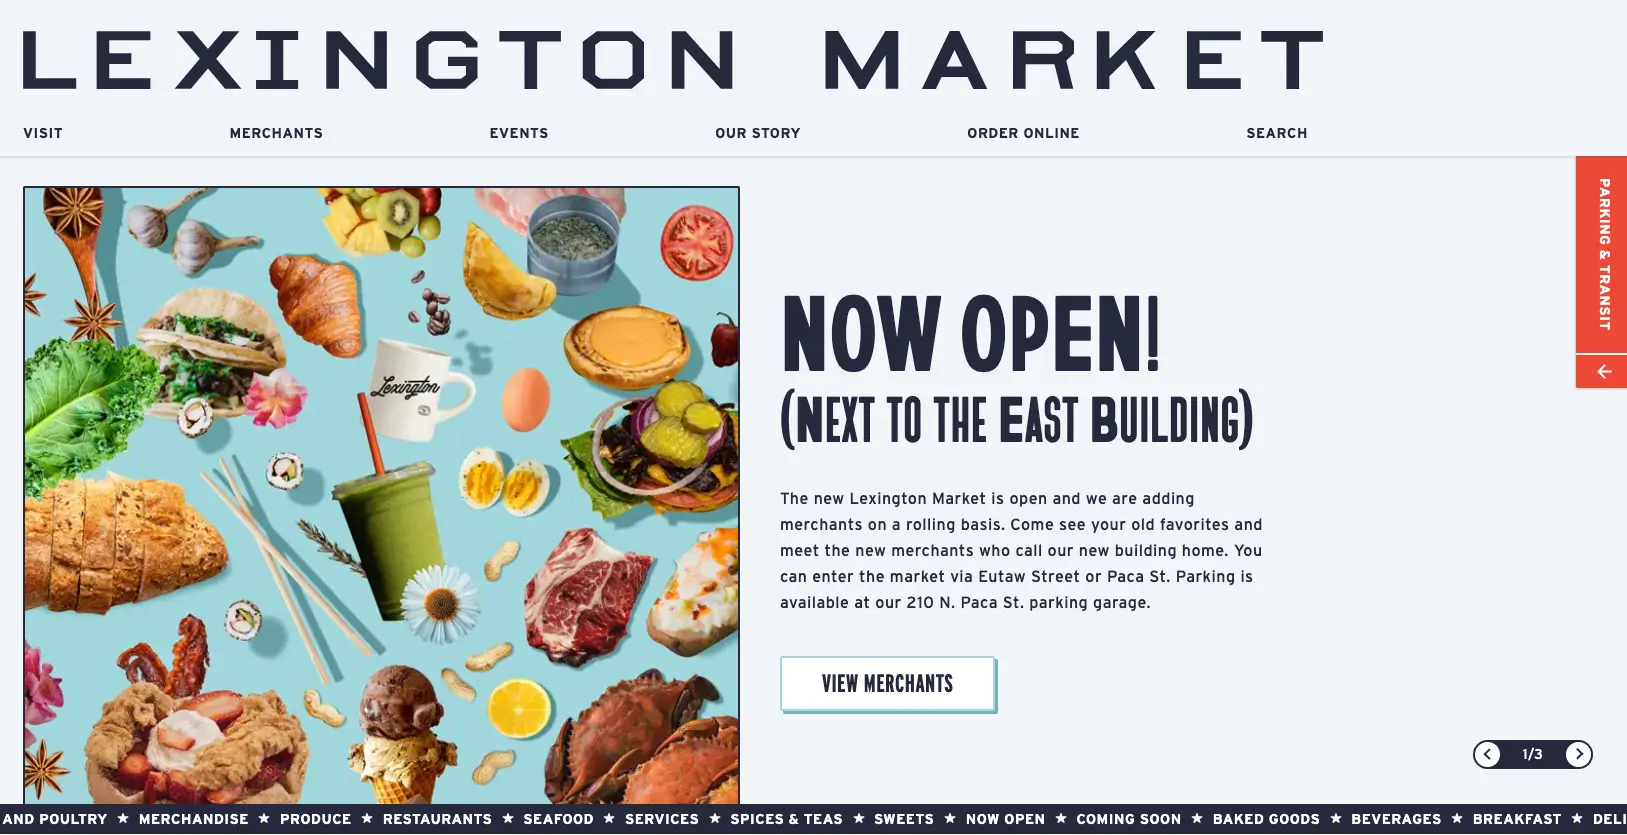 LEXINGTON MARKET
VISIT MERCHANTS EVENTS OUR STORY ORDER ONLINE SEARCH
PARKING & TRANSIT
Lexington
NOW OPEN!
(NEXT TO THE EAST BUILDING)
The new Lexington Market is open and we are adding
merchants on a rolling basis. Come see your old favorites and
meet the new merchants who call our new building home. You
can enter the market via Eutaw Street or Paca St. Parking is
available at our 210 N. Paca St. parking garage.
VIEW MERCHANTS
1/3
AND POULTRY ★ MERCHANDISE ★ PRODUCE ★ RESTAURANTS ★ SEAFOOD ★ SERVICES ★ SPICES & TEAS ★ SWEETS ★ NOW OPEN ★ COMING SOON ★ BAKED GOODS ★ BEVERAGES ★ BREAKFAST ★ DELI